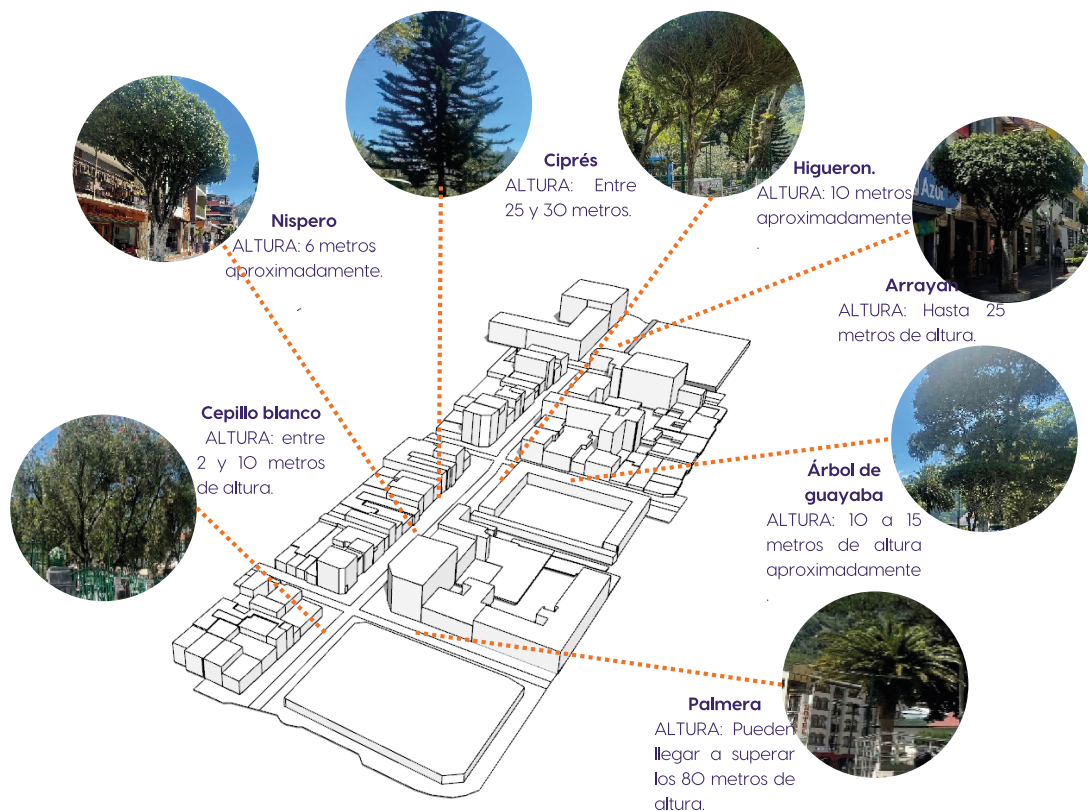 Ciprés
ALTURA: Entre
25 y 30 metros.
Higueron.
ALTURA: 10 metros
aproximadamente
.
Nispero
ALTURA: 6 metros
aproximadamente.
Azul
Arrayan
ALTURA: Hasta 25
metros de altura.
Cepillo blanco
ALTURA: entre
2 y 10 metros
de altura.
Árbol de
guayaba
ALTURA: 10 a 15
metros de altura
aproximadamente
.
Palmera
ALTURA: Pueden
llegar a superar
los 80 metros de
altura.